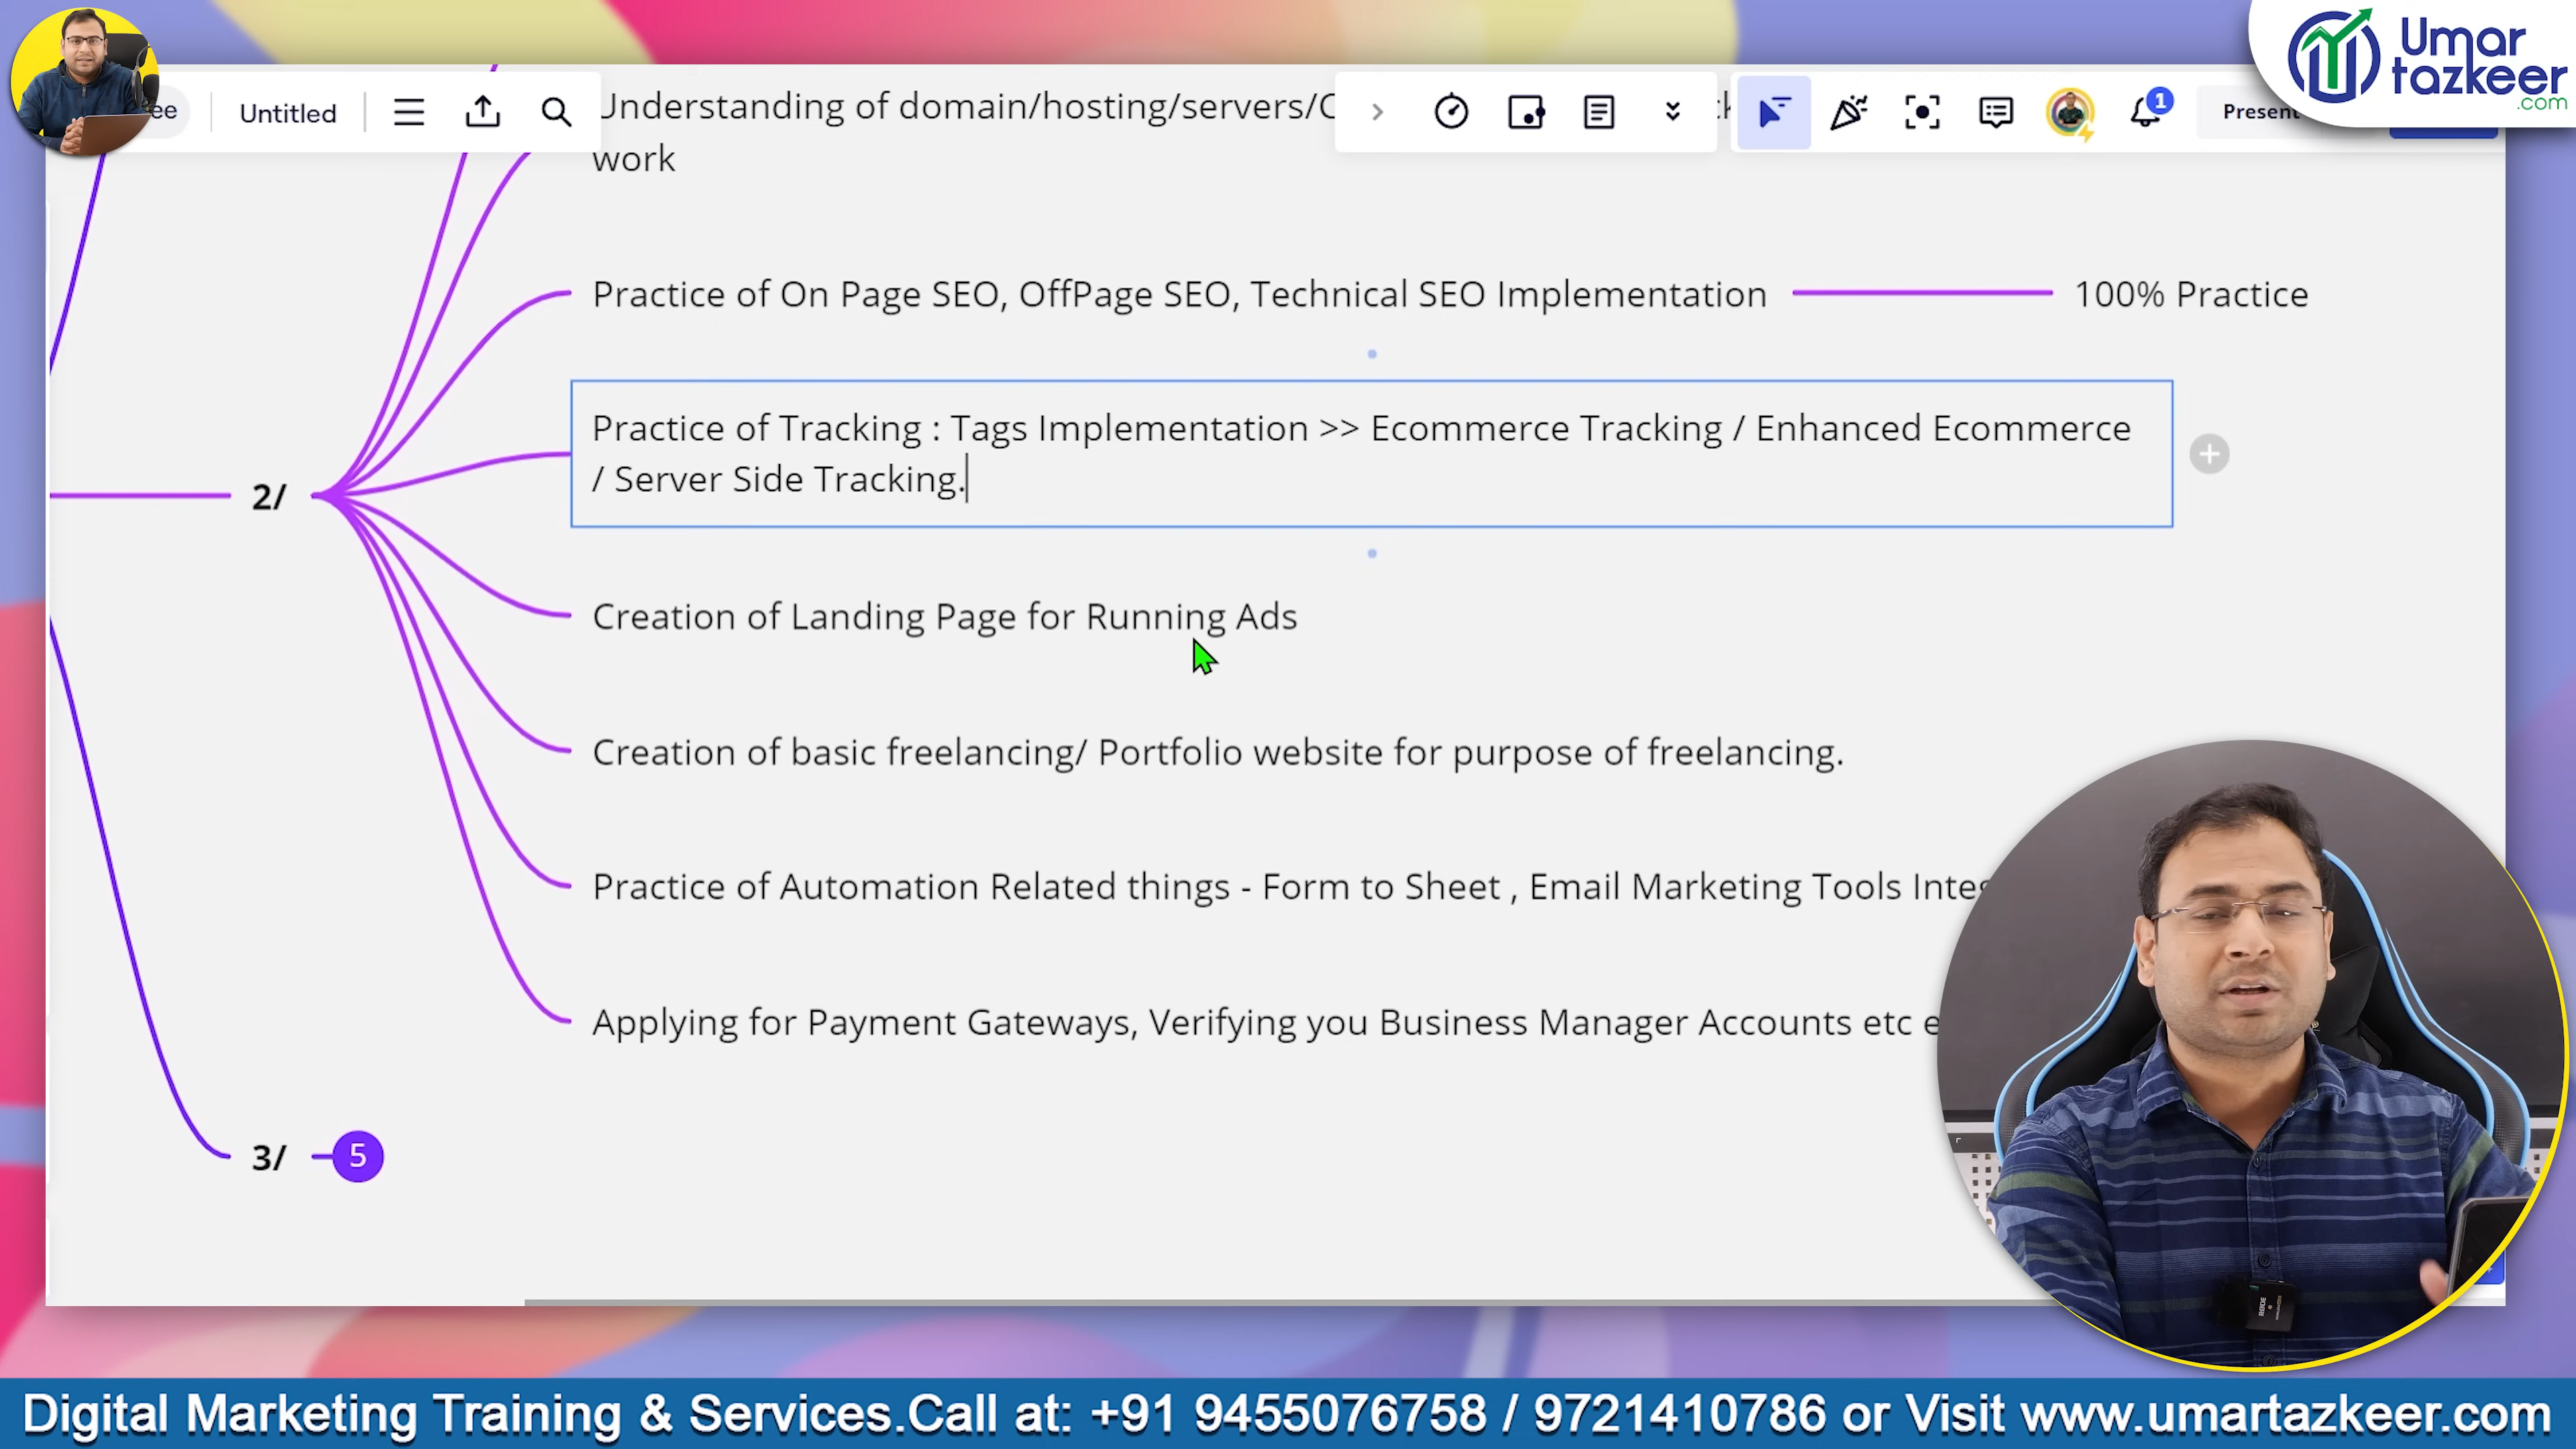 Umar
tazkeer
.com
ee
Untitled
1
Present
Understanding of domain/hosting/servers/
work
Practice of On Page SEO, OffPage SEO, Technical SEO Implementation
100% Practice
Practice of Tracking : Tags Implementation >> Ecommerce Tracking / Enhanced Ecommerce
/ Server Side Tracking.
2/
Creation of Landing Page for Running Ads
Creation of basic freelancing/ Portfolio website for purpose of freelancing.
Practice of Automation Related things - Form to Sheet , Email Marketing Tools
Applying for Payment Gateways, Verifying you Business Manager Accounts etc
3/
5
RØDE
Digital Marketing Training & Services.Call at: +91 9455076758 / 9721410786 or Visit www.umartazkeer.com